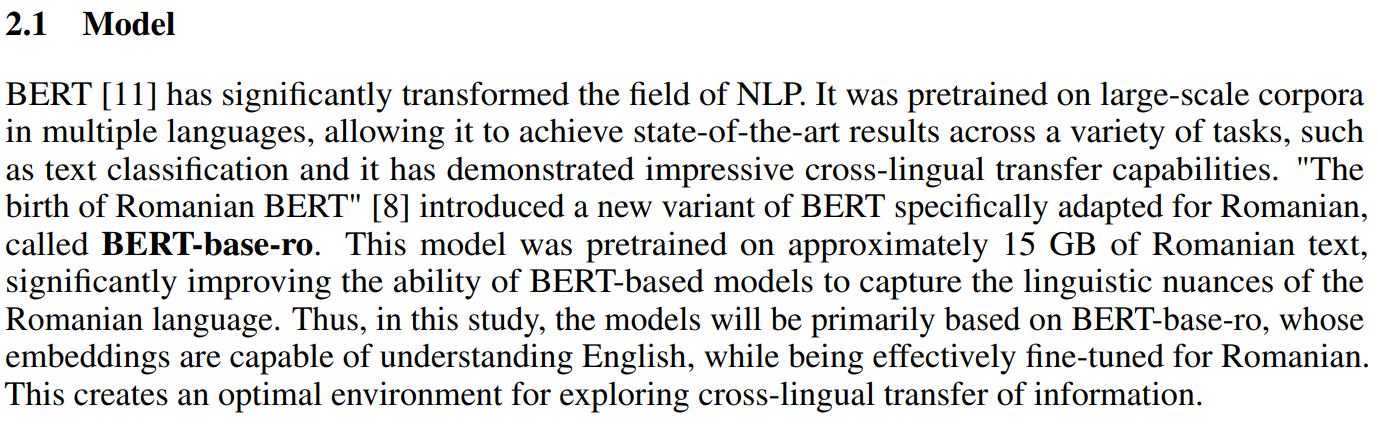 2.1 Model
BERT [11] has significantly transformed the field of NLP. It was pretrained on large-scale corpora
in multiple languages, allowing it to achieve state-of-the-art results across a variety of tasks, such
as text classification and it has demonstrated impressive cross-lingual transfer capabilities. "The
birth of Romanian BERT" [8] introduced a new variant of BERT specifically adapted for Romanian,
called BERT-base-ro. This model was pretrained on approximately 15 GB of Romanian text,
significantly improving the ability of BERT-based models to capture the linguistic nuances of the
Romanian language. Thus, in this study, the models will be primarily based on BERT-base-ro, whose
embeddings are capable of understanding English, while being effectively fine-tuned for Romanian.
This creates an optimal environment for exploring cross-lingual transfer of information.